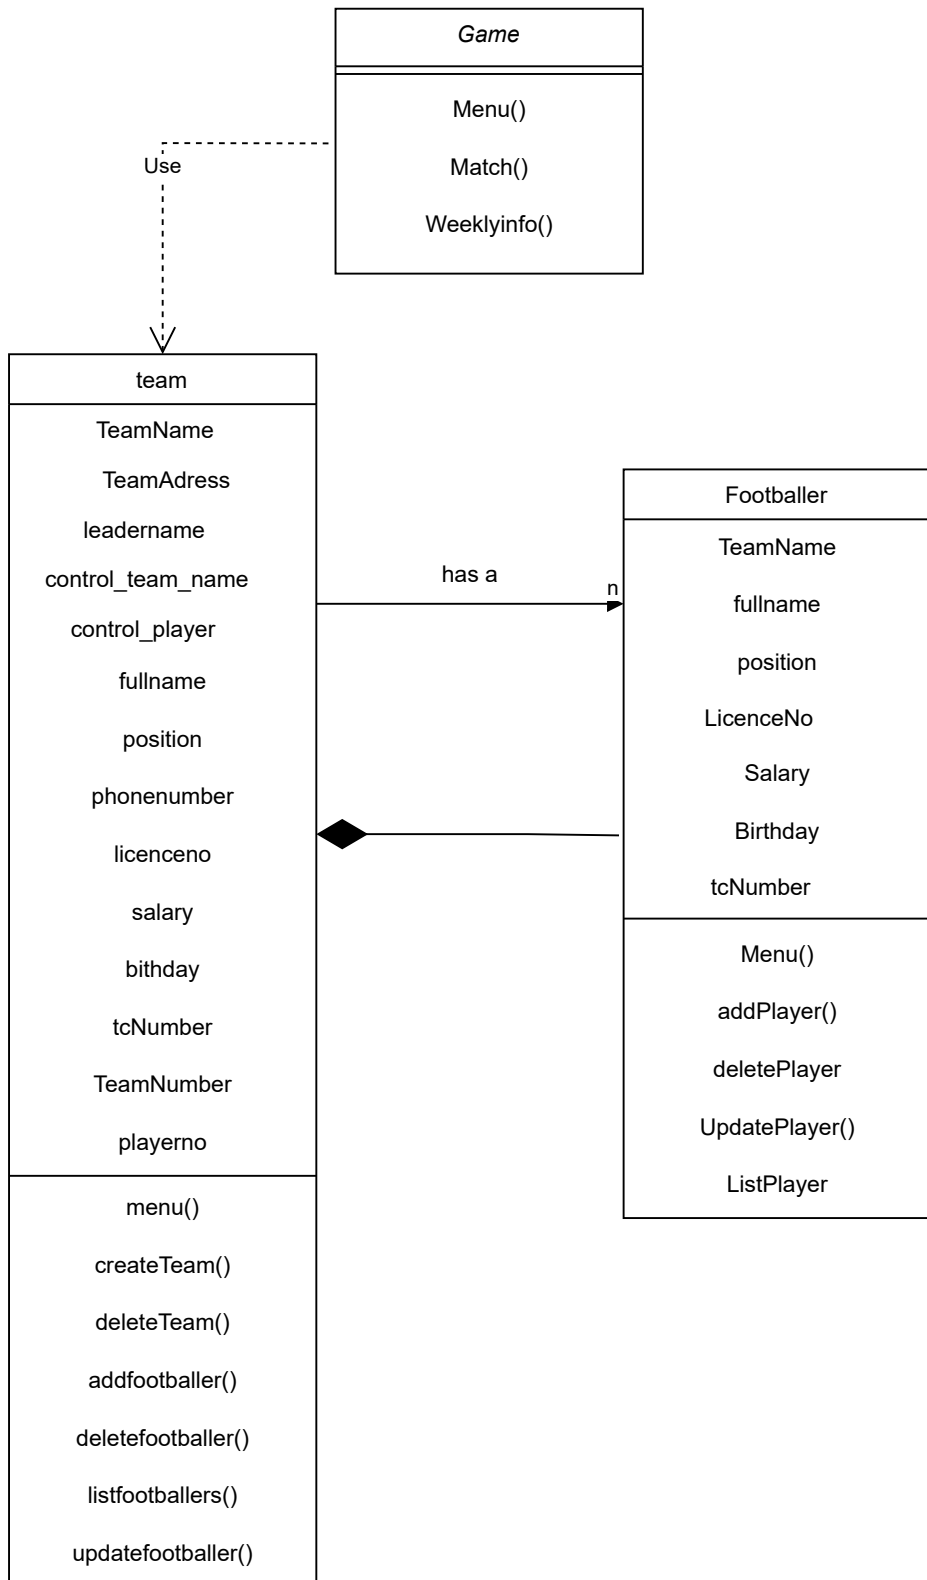 Game
Menu()
Match()
Weeklyinfo()
Use
team
TeamName
TeamAdress
leadername
control_team_name
control_player
fullname
position
phonenumber
licenceno
salary
bithday
tcNumber
TeamNumber
playerno
menu()
createTeam()
deleteTeam()
addfootballer()
deletefootballer()
listfootballers()
updatefootballer()
has a
n
Footballer
TeamName
fullname
position
LicenceNo
Salary
Birthday
tcNumber
Menu()
addPlayer()
deletePlayer
UpdatePlayer()
ListPlayer